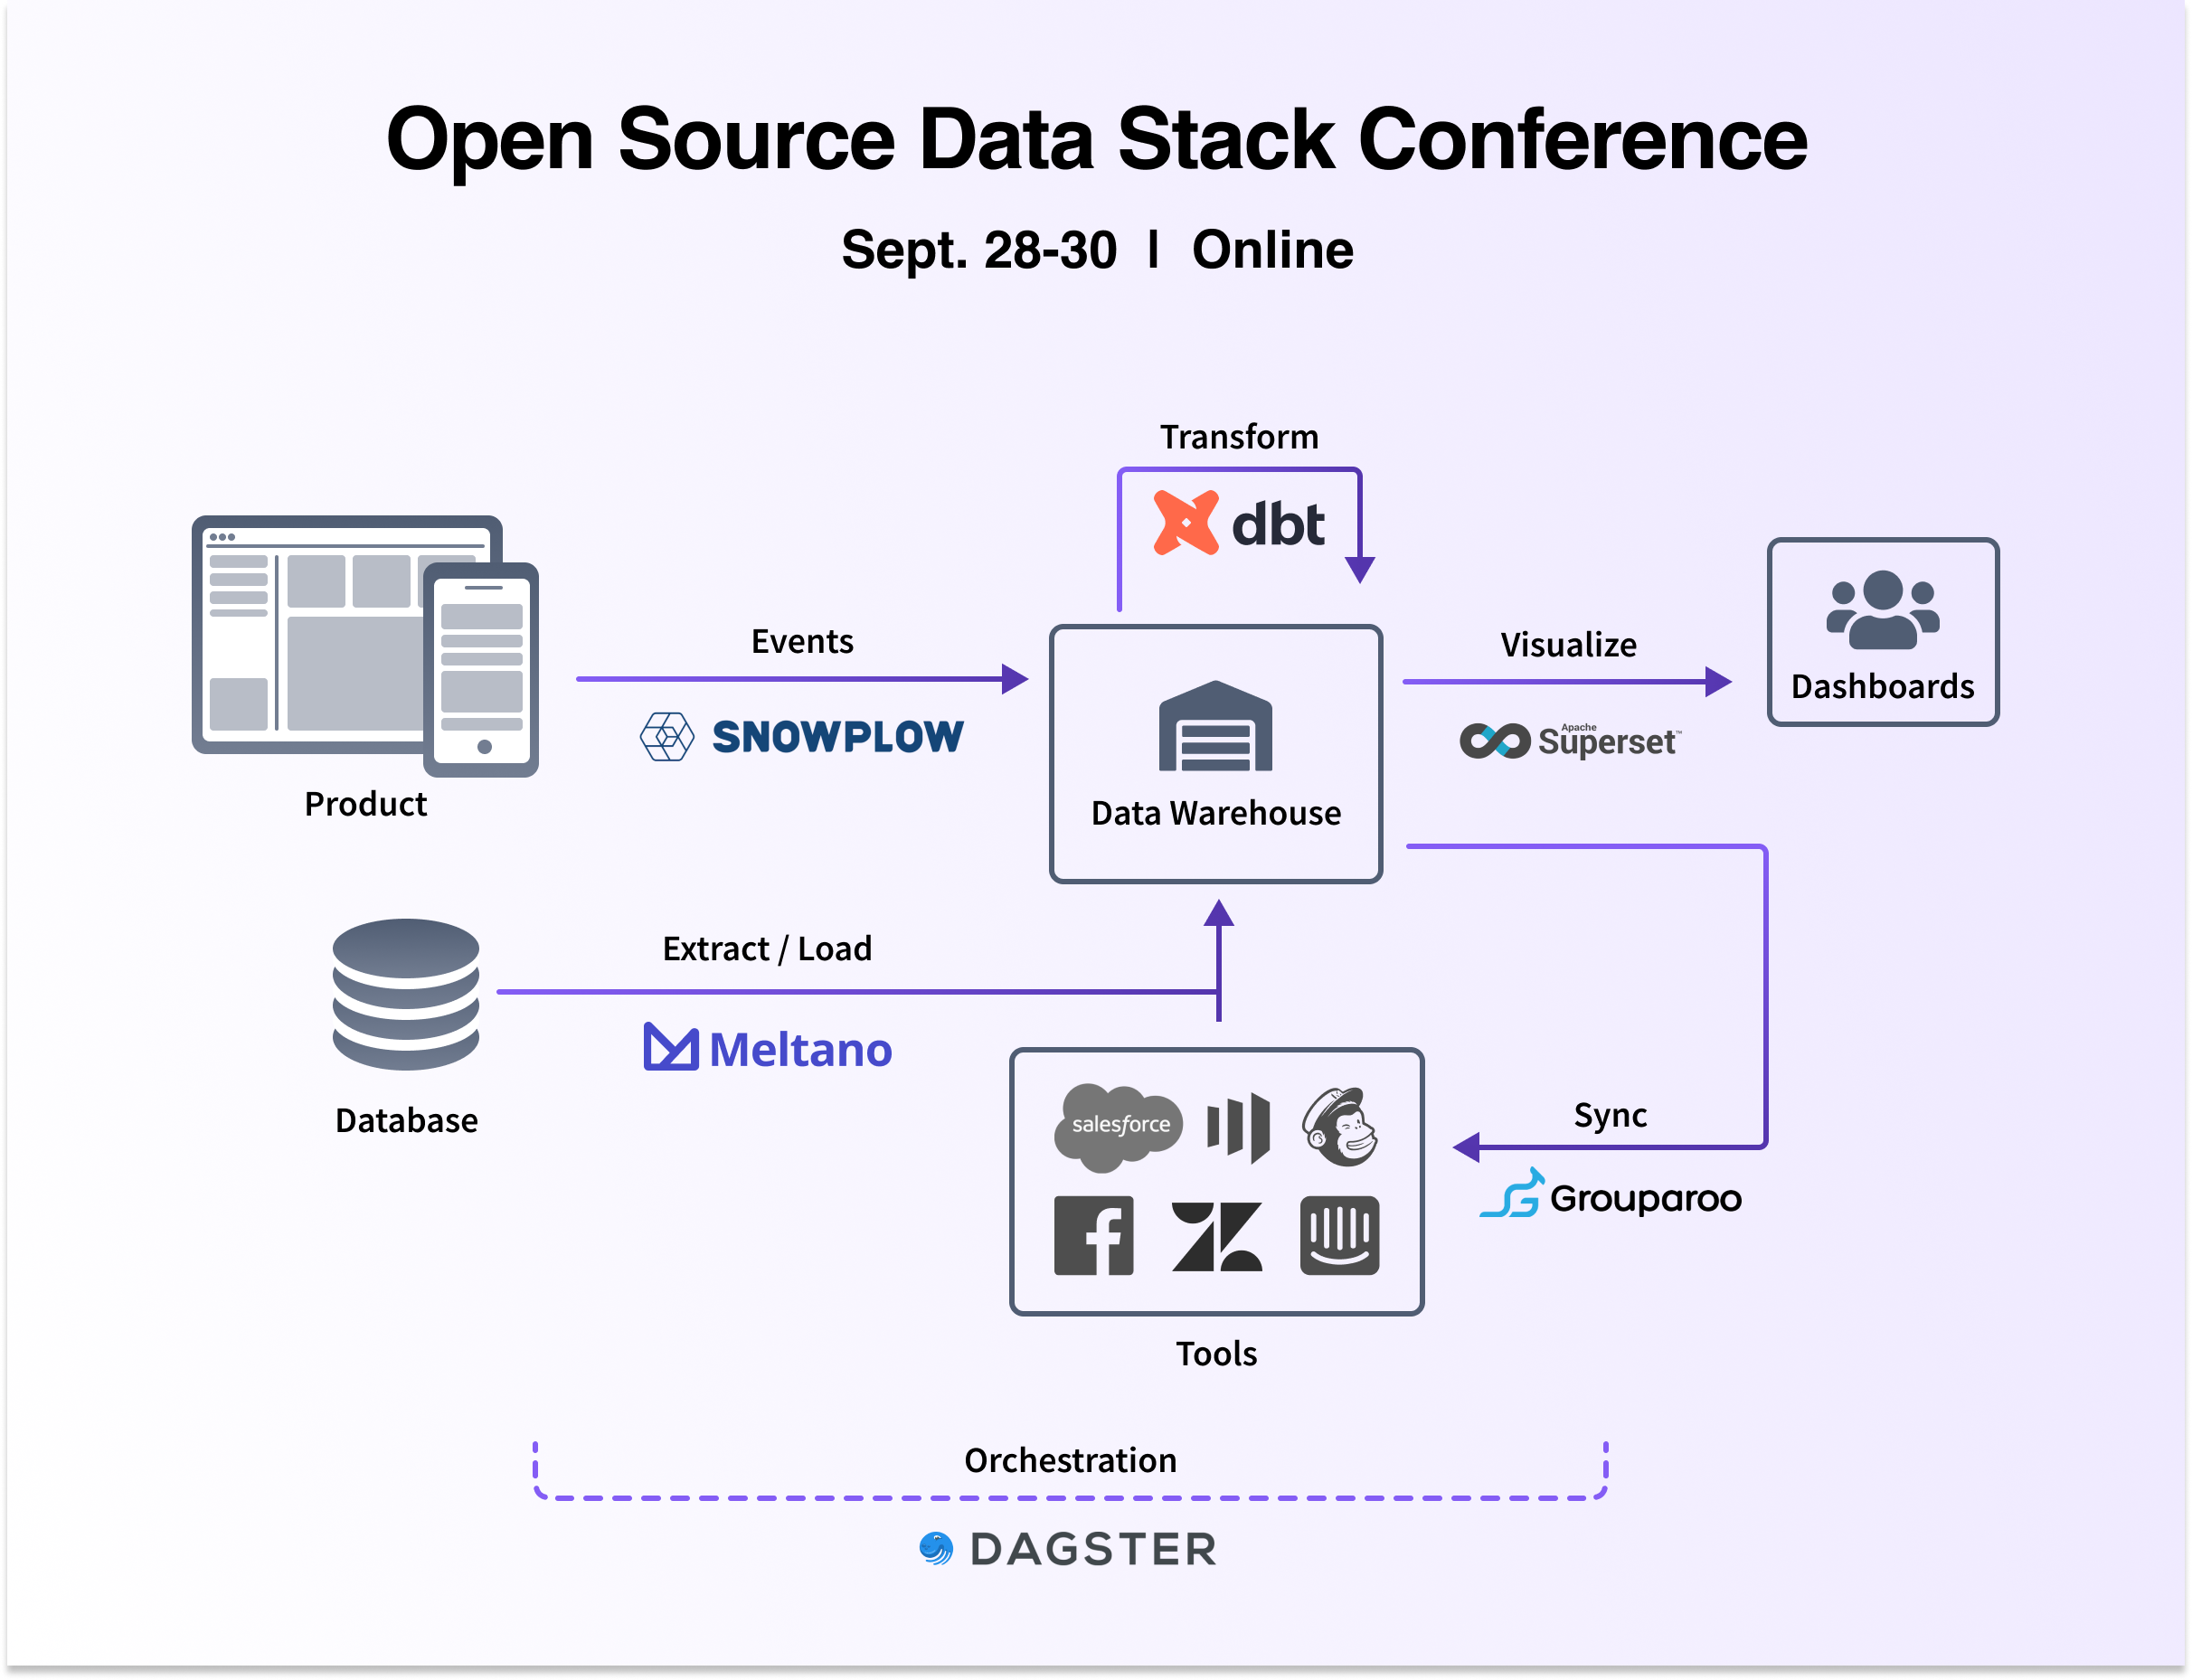 Open Source Data Stack Conference
Sept. 28-30 | Online
Transform
dbt
Events
SNOWPLOW
Product
Data Warehouse
Visualize
Apache
Superset™
Dashboards
Extract / Load
Meltano
Database
salesforce
Tools
Sync
Grouparoo
Orchestration
DAGSTER